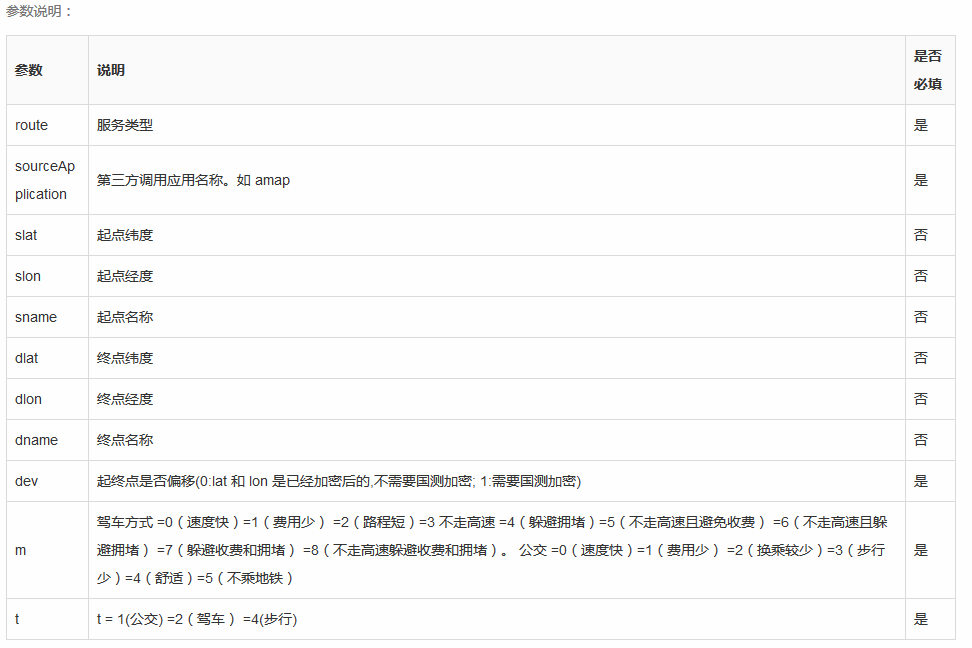 参数说明：
参数 说明 是否
必填
route 服务类型 是
sourceAp
plication 第三方调用应用名称。如 amap 是
slat 起点纬度 否
slon 起点经度 否
sname 起点名称 否
dlat 终点纬度 否
dlon 终点经度 否
dname 终点名称 否
dev 起终点是否偏移(0:lat 和 lon 是已经加密后的,不需要国测加密; 1:需要国测加密) 是
m 驾车方式 =0（速度快）=1（费用少） =2（路程短）=3 不走高速 =4（躲避拥堵）=5（不走高速且避免收费） =6（不走高速且躲
避拥堵） =7（躲避收费和拥堵） =8（不走高速躲避收费和拥堵）。 公交 =0（速度快）=1（费用少） =2（换乘较少）=3（步行
少）=4（舒适）=5（不乘地铁） 是
t t = 1(公交) =2（驾车） =4(步行) 是